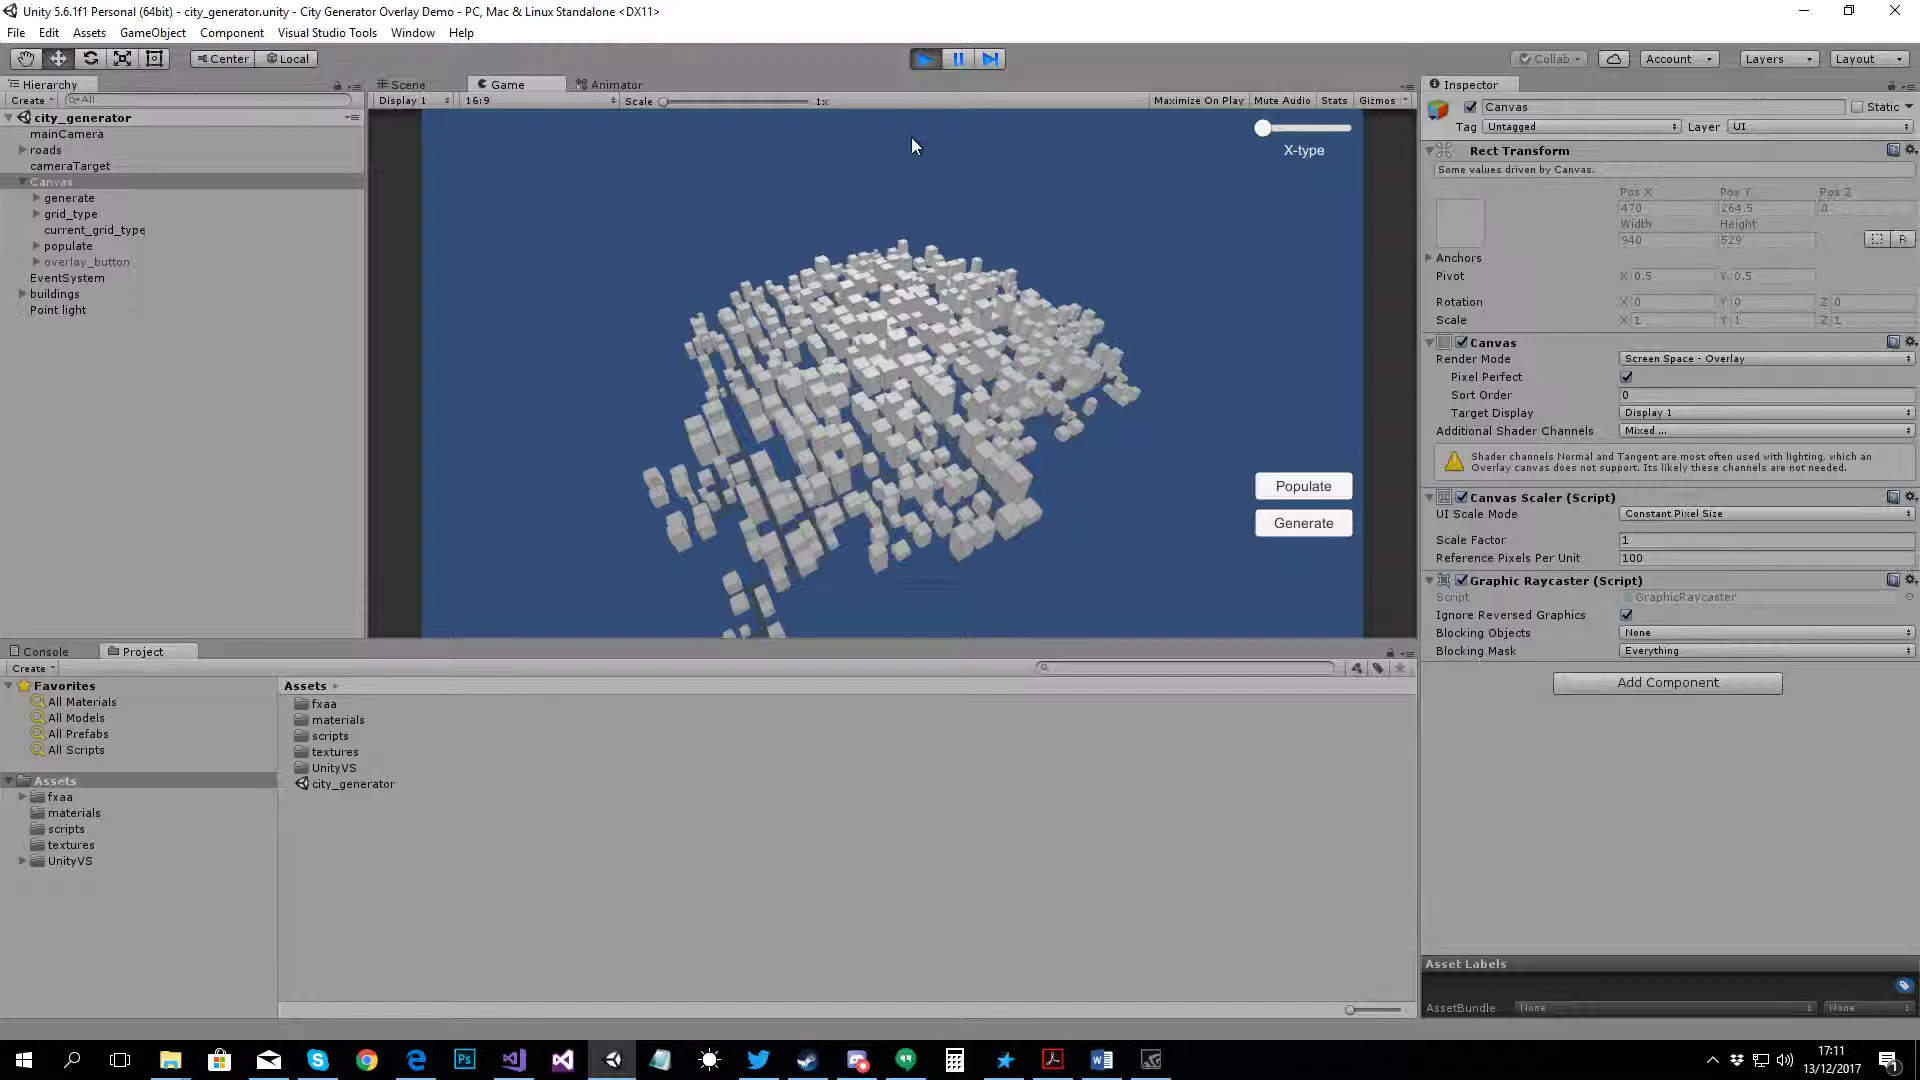 Unity 5.6.1f1 Personal (64bit) - city_generator.unity - City Generator Overlay Demo - PC, Mac & Linux Standalone <DX11>
File Edit Assets GameObject Component Visual Studio Tools Window Help
Center Local
Collab Account Layers Layout
Hierarchy
Create All
city_generator
mainCamera
roads
cameraTarget
Canvas
generate
grid_type
current_grid_type
populate
overlay_button
EventSystem
buildings
Point light
Scene Game Animator
Display 1 16:9 Scale 1x Maximize On Play Mute Audio Stats Gizmos
X-type
Populate
Generate
Inspector
Canvas Static
Tag Untagged Layer UI
Rect Transform
Some values driven by Canvas.
Pos X Pos Y Pos Z
470 264.5 0
Width Height
940 529
R
Anchors
Pivot X 0.5 Y 0.5
Rotation X 0 Y 0 Z 0
Scale X 1 Y 1 Z 1
Canvas
Render Mode Screen Space - Overlay
Pixel Perfect
Sort Order 0
Target Display Display 1
Additional Shader Channels Mixed ...
Shader channels Normal and Tangent are most often used with lighting, which an
Overlay canvas does not support. Its likely these channels are not needed.
Canvas Scaler (Script)
UI Scale Mode Constant Pixel Size
Scale Factor 1
Reference Pixels Per Unit 100
Graphic Raycaster (Script)
Script GraphicRaycaster
Ignore Reversed Graphics
Blocking Objects None
Blocking Mask Everything
Add Component
Asset Labels
AssetBundle None None
Console Project
Create
Favorites
All Materials
All Models
All Prefabs
All Scripts
Assets
fxaa
materials
scripts
textures
UnityVS
Assets
fxaa
materials
scripts
textures
UnityVS
city_generator
17:11
13/12/2017